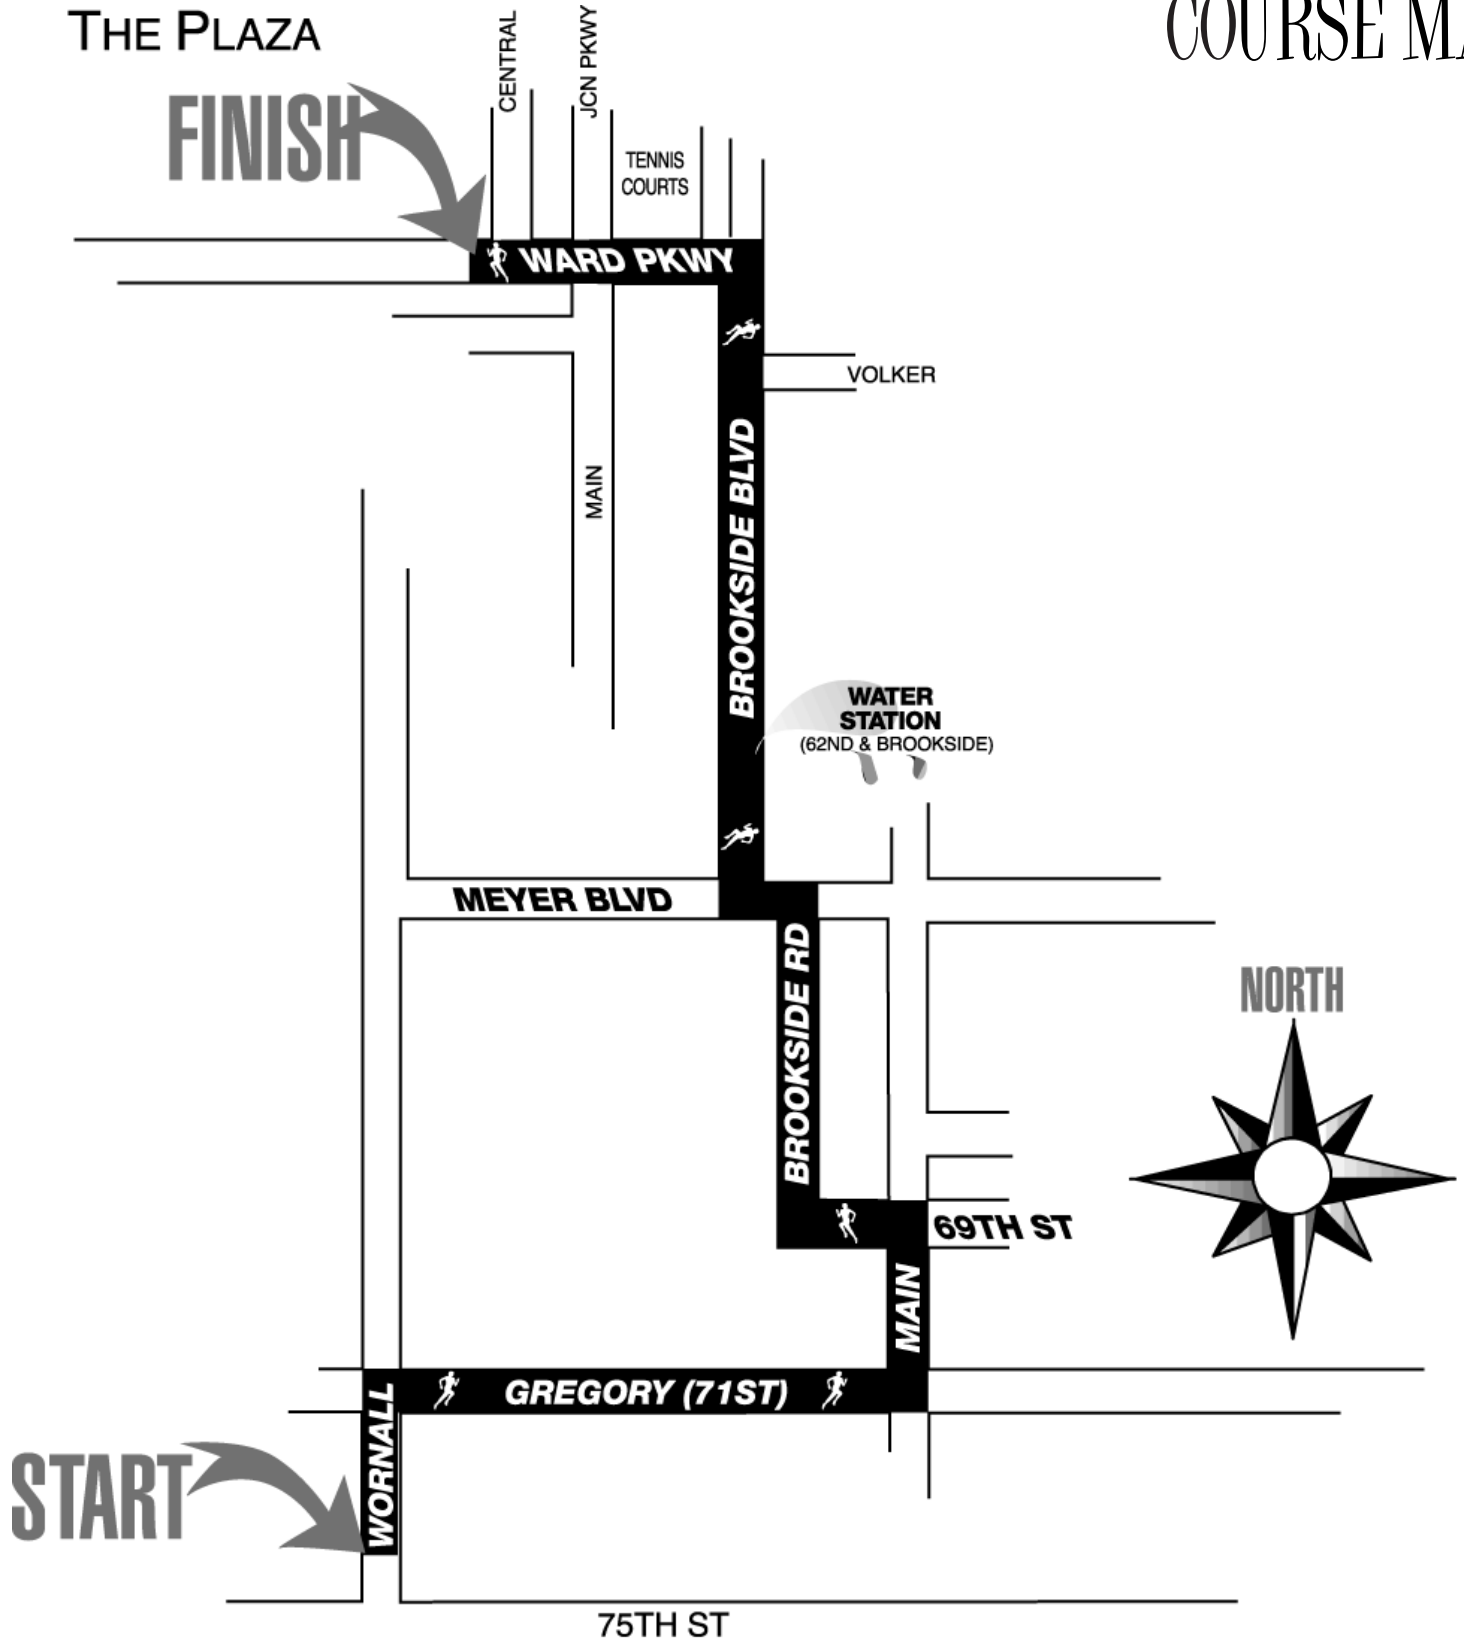 THE PLAZA
COURSE MA
FINISH
CENTRAL
JCN PKWY
TENNIS
COURTS
WARD PKWY
VOLKER
MAIN
BROOKSIDE BLVD
WATER
STATION
(62ND & BROOKSIDE)
MEYER BLVD
BROOKSIDE RD
NORTH
69TH ST
MAIN
GREGORY (71ST)
WORNALL
START
75TH ST